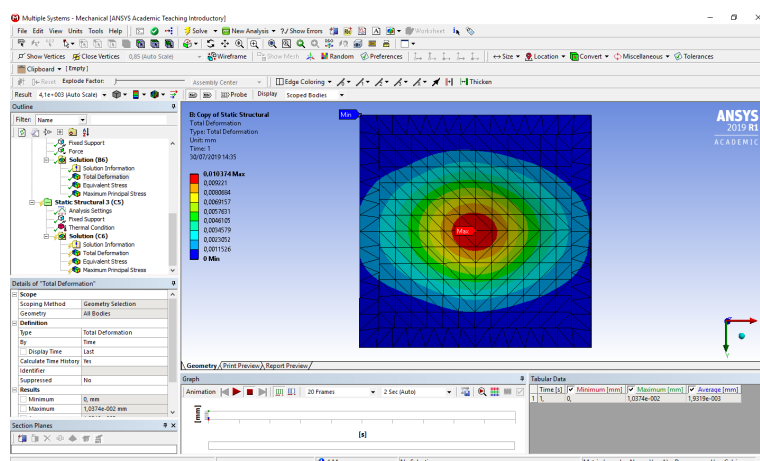 Multiple Systems - Mechanical [ANSYS Academic Teaching Introductory]
File Edit View Units Tools Help
Solve New Analysis ?/ Show Errors Worksheet
Show Vertices Close Vertices 0,85 (Auto Scale) Wireframe Show Mesh Random Preferences Size Location Convert Miscellaneous Tolerances
Clipboard [Empty]
Reset Explode Factor: Assembly Center Edge Coloring Thicken
Result 4,1e+003 (Auto Scale) Probe Display Scoped Bodies
Outline
Filter: Name
Fixed Support
Force
Solution (B6)
Solution Information
Total Deformation
Equivalent Stress
Maximum Principal Stress
Static Structural 3 (C5)
Analysis Settings
Fixed Support
Thermal Condition
Solution (C6)
Solution Information
Total Deformation
Equivalent Stress
Maximum Principal Stress
Details of "Total Deformation"
Scope
Scoping Method Geometry Selection
Geometry All Bodies
Definition
Type Total Deformation
By Time
Display Time Last
Calculate Time History Yes
Identifier
Suppressed No
Results
Minimum 0, mm
Maximum 1,0374e-002 mm
Section Planes
B: Copy of Static Structural
Total Deformation
Type: Total Deformation
Unit: mm
Time: 1
30/07/2019 14:35
0,010374 Max
0,009221
0,0080684
0,0069157
0,0057631
0,0046105
0,0034579
0,0023052
0,0011526
0 Min
Min
Max
ANSYS
2019 R1
ACADEMIC
Y
Geometry Print Preview Report Preview
Graph
Animation 20 Frames 2 Sec (Auto)
[mm]
[s]
Tabular Data
Time [s] Minimum [mm] Maximum [mm] Average [mm]
1 1, 0, 1,0374e-002 1,9319e-003